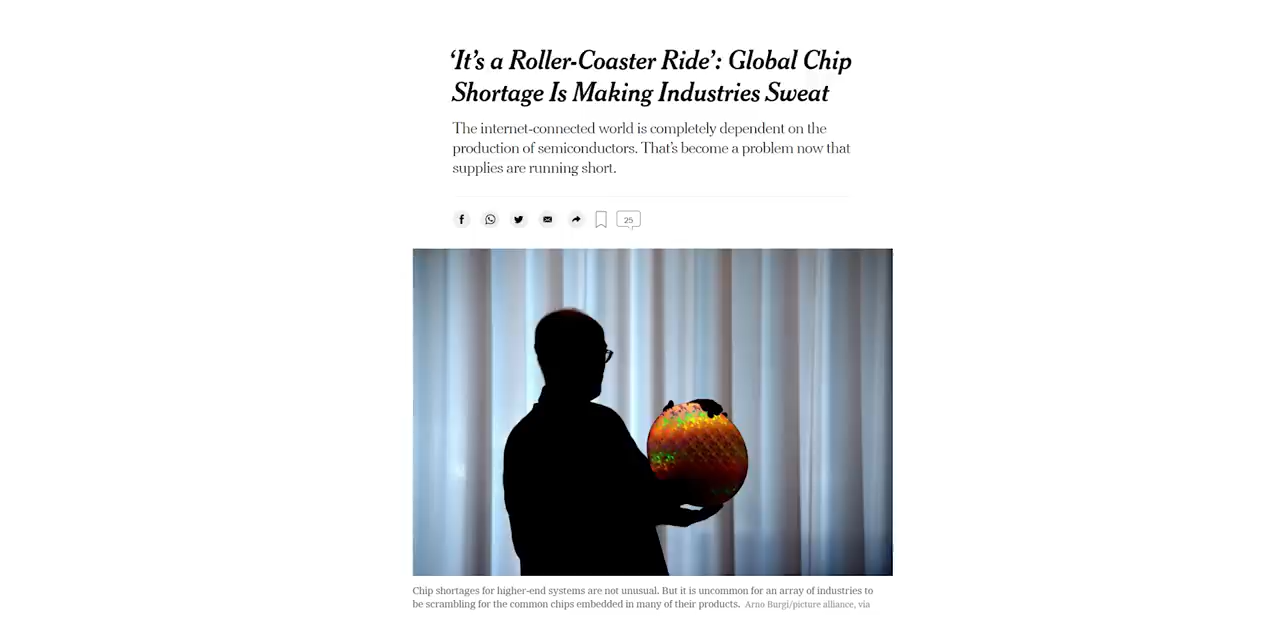 ‘It’s a Roller-Coaster Ride’: Global Chip
Shortage Is Making Industries Sweat
The internet-connected world is completely dependent on the
production of semiconductors. That’s become a problem now that
supplies are running short.
25
Chip shortages for higher-end systems are not unusual. But it is uncommon for an array of industries to
be scrambling for the common chips embedded in many of their products. Arno Burgi/picture alliance, via